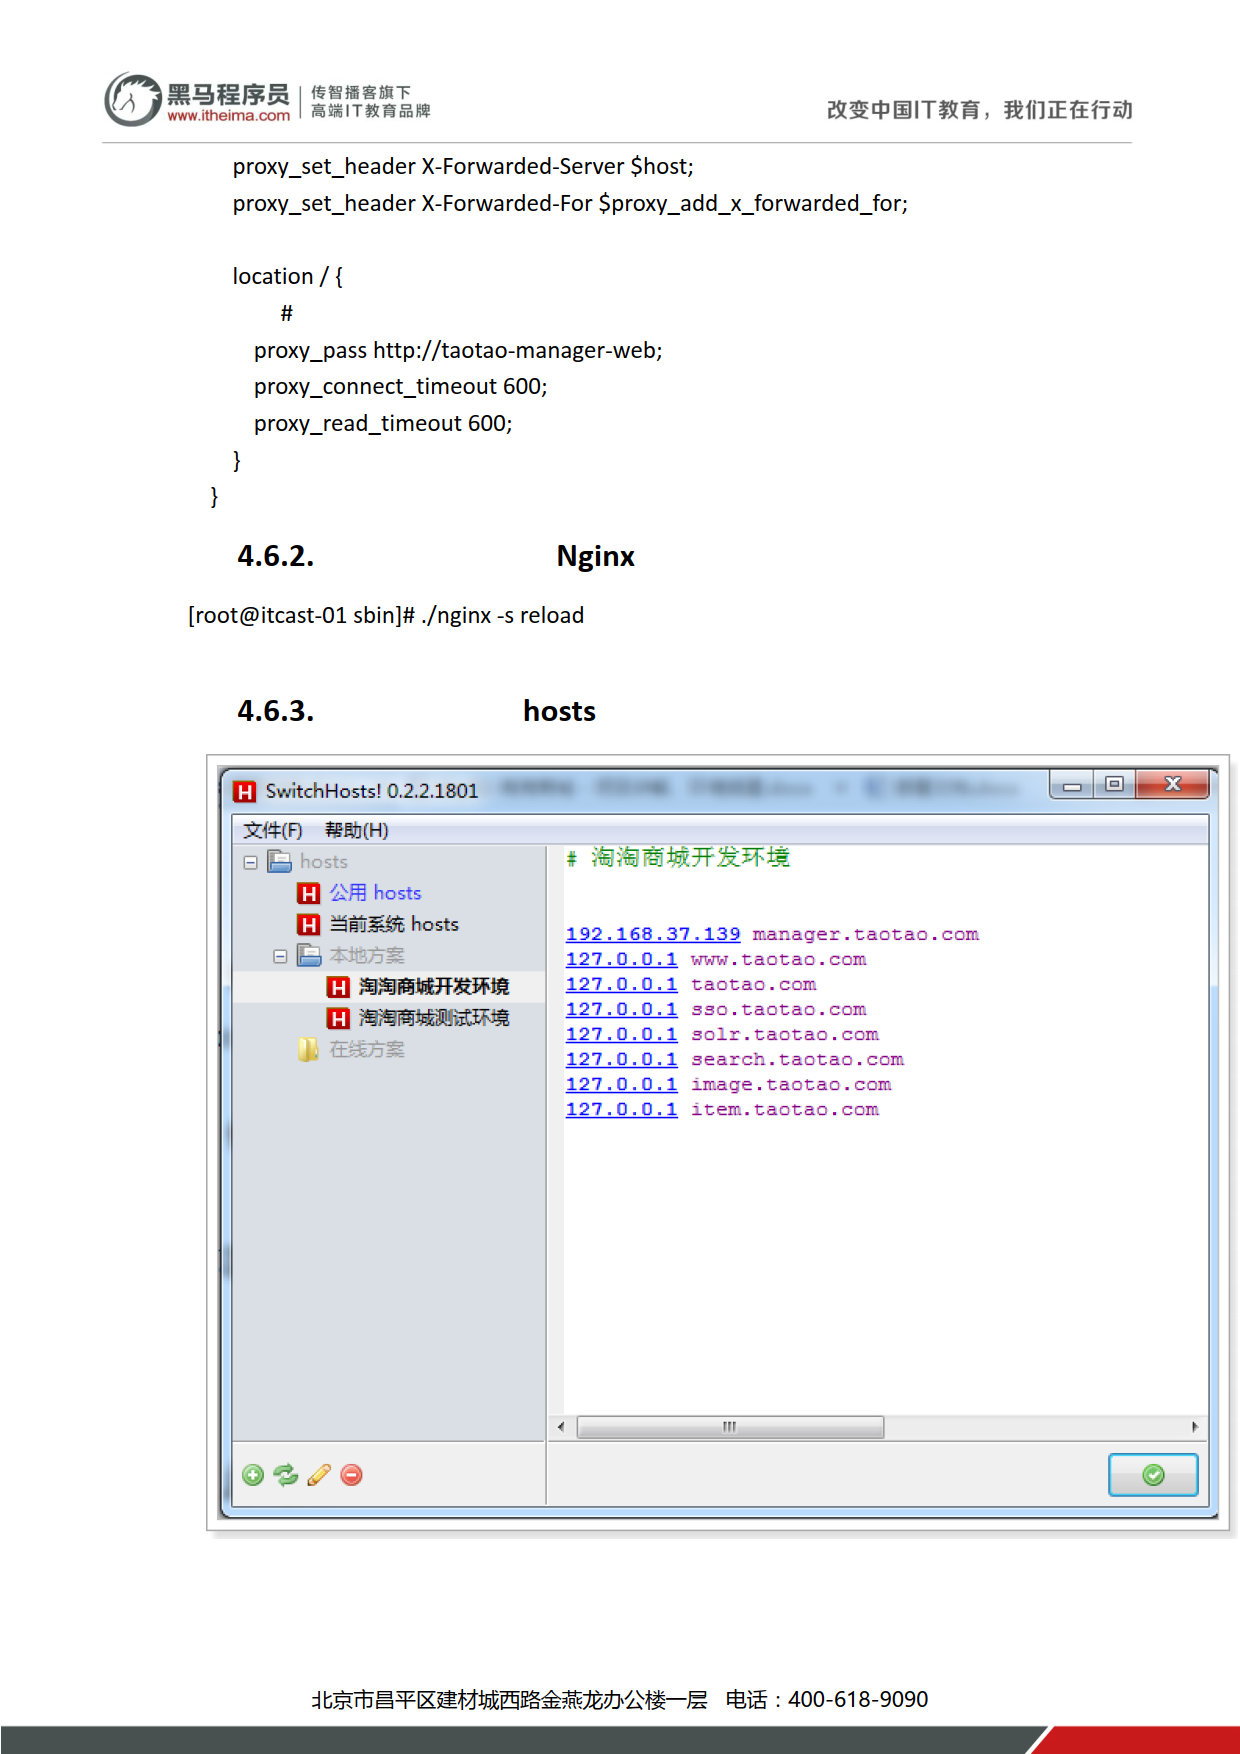 黑马程序员
www.itheima.com
传智播客旗下
高端IT教育品牌
改变中国IT教育，我们正在行动
proxy_set_header X-Forwarded-Server $host;
proxy_set_header X-Forwarded-For $proxy_add_x_forwarded_for;
location / {
#
proxy_pass http://taotao-manager-web;
proxy_connect_timeout 600;
proxy_read_timeout 600;
}
}
4.6.2. Nginx
[root@itcast-01 sbin]# ./nginx -s reload
4.6.3. hosts
SwitchHosts! 0.2.2.1801
文件(F) 帮助(H)
hosts
公用 hosts
当前系统 hosts
本地方案
淘淘商城开发环境
淘淘商城测试环境
在线方案
# 淘淘商城开发环境
192.168.37.139 manager.taotao.com
127.0.0.1 www.taotao.com
127.0.0.1 taotao.com
127.0.0.1 sso.taotao.com
127.0.0.1 solr.taotao.com
127.0.0.1 search.taotao.com
127.0.0.1 image.taotao.com
127.0.0.1 item.taotao.com
北京市昌平区建材城西路金燕龙办公楼一层 电话：400-618-9090